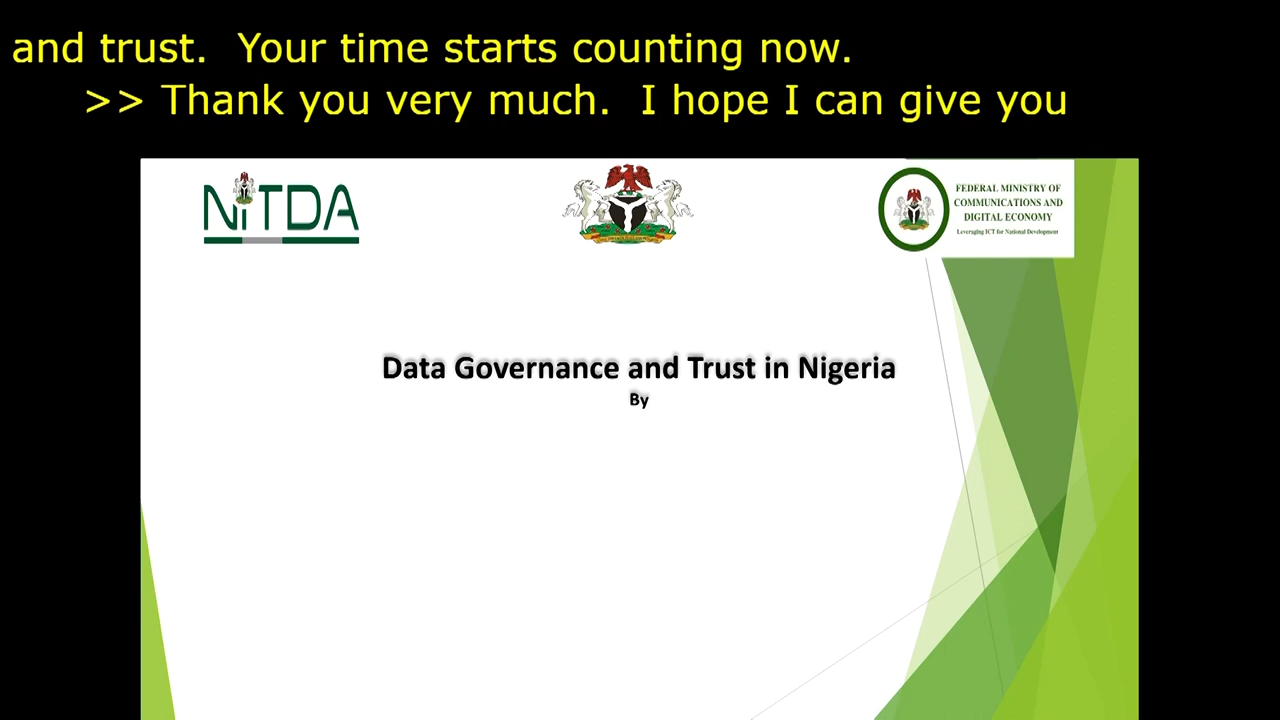 and trust.  Your time starts counting now.
>> Thank you very much.  I hope I can give you
NiTDA
FEDERAL MINISTRY OF
COMMUNICATIONS AND
DIGITAL ECONOMY
Leveraging ICT for National Development
Data Governance and Trust in Nigeria
By